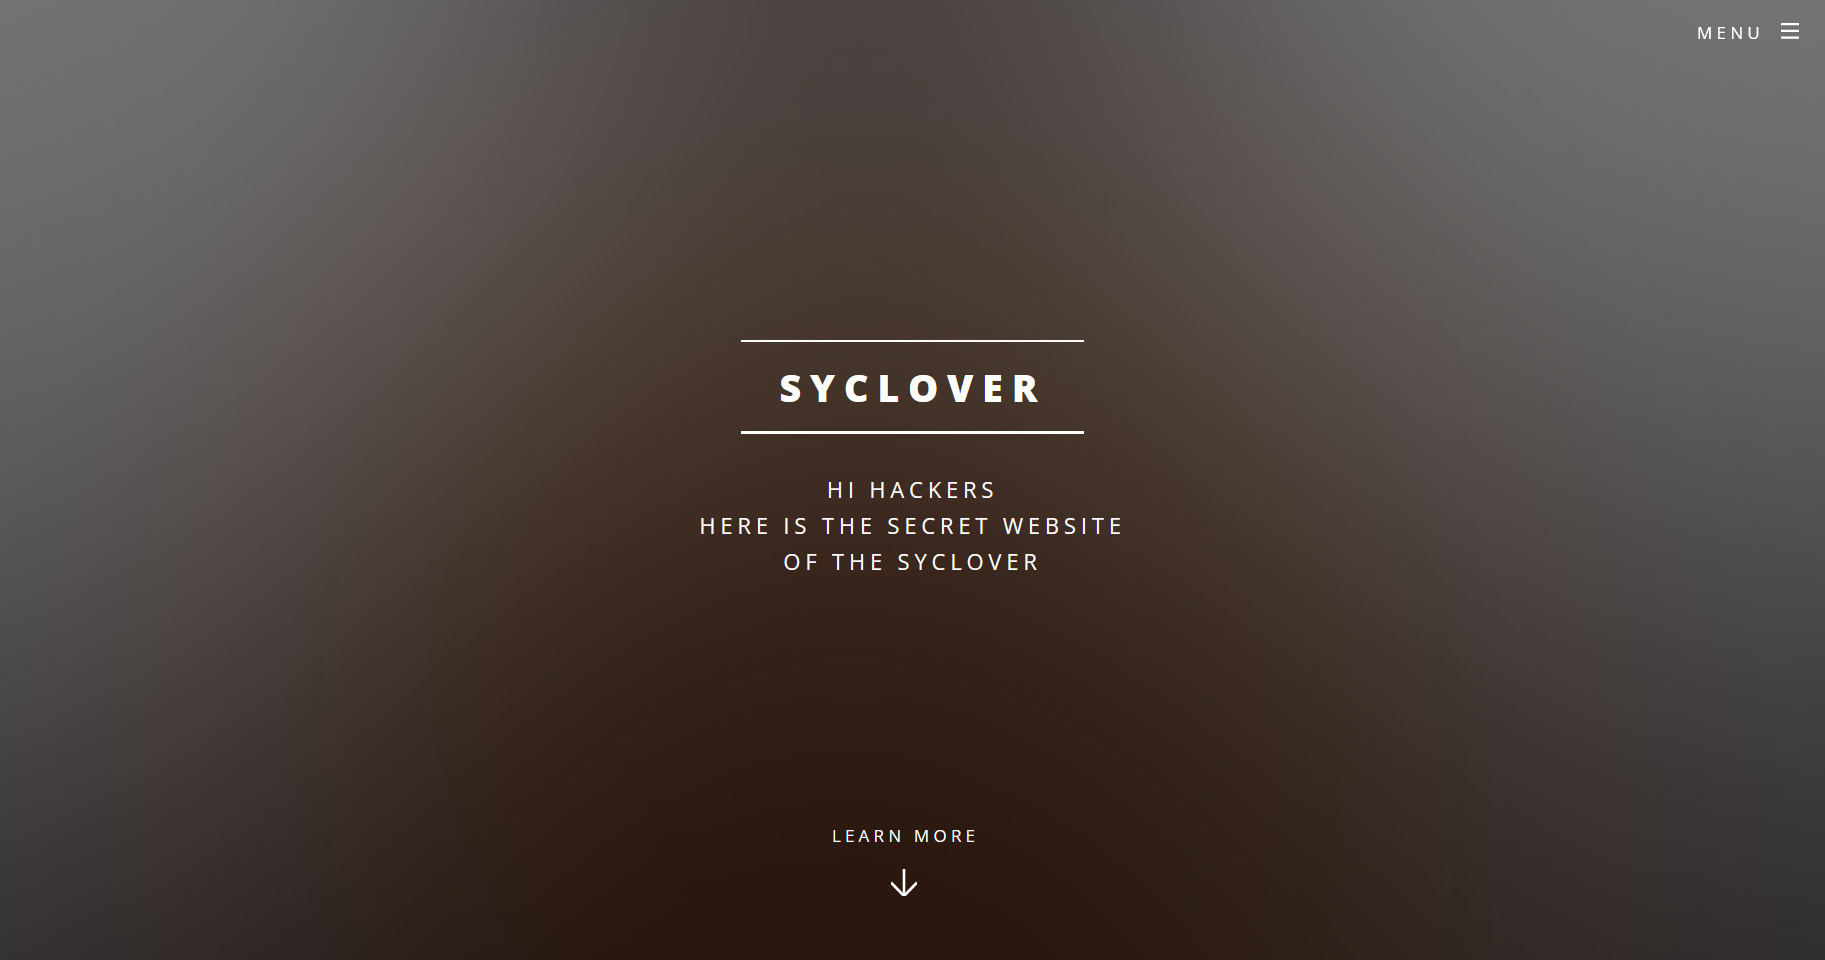 MENU
SYCLOVER
HI HACKERS
HERE IS THE SECRET WEBSITE
OF THE SYCLOVER
LEARN MORE